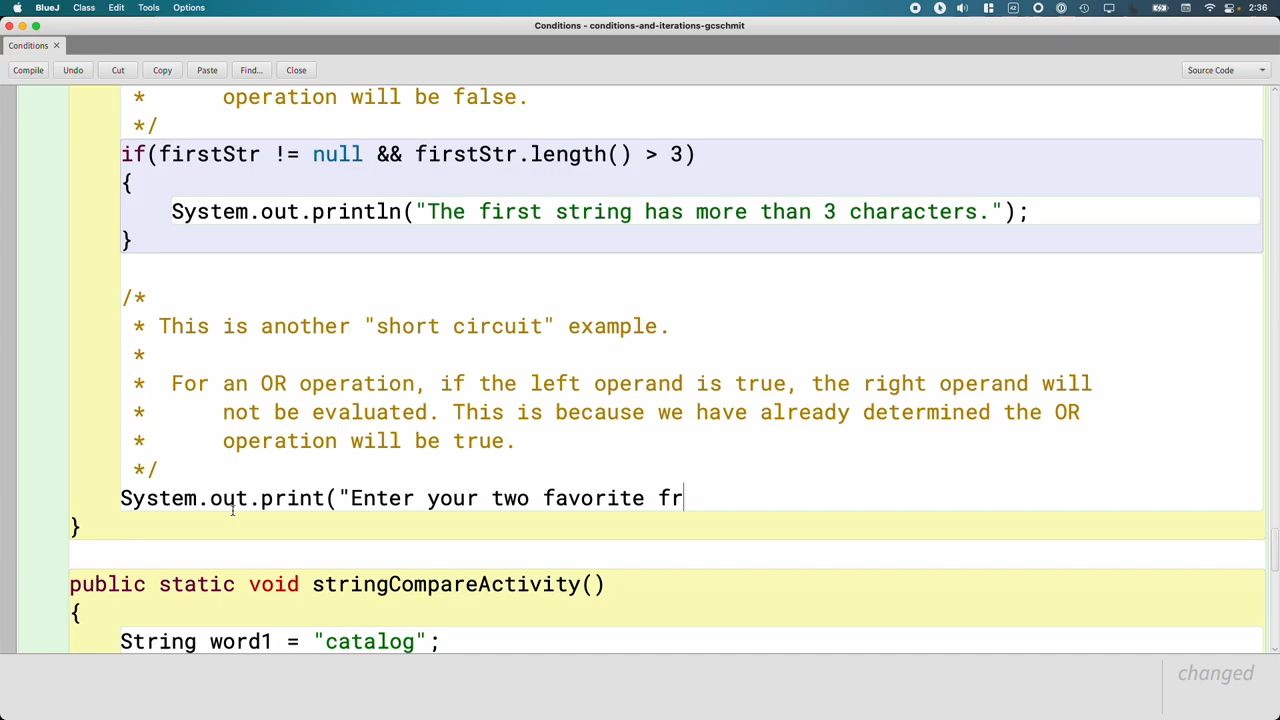 BlueJ Class Edit Tools Options 2:36
Conditions - conditions-and-iterations-gcschmit
Conditions ×
Compile Undo Cut Copy Paste Find... Close Source Code
* operation will be false.
*/
if(firstStr != null && firstStr.length() > 3)
{
System.out.println("The first string has more than 3 characters.");
}
/*
* This is another "short circuit" example.
*
* For an OR operation, if the left operand is true, the right operand will
* not be evaluated. This is because we have already determined the OR
* operation will be true.
*/
System.out.print("Enter your two favorite fr
}
public static void stringCompareActivity()
{
String word1 = "catalog";
changed